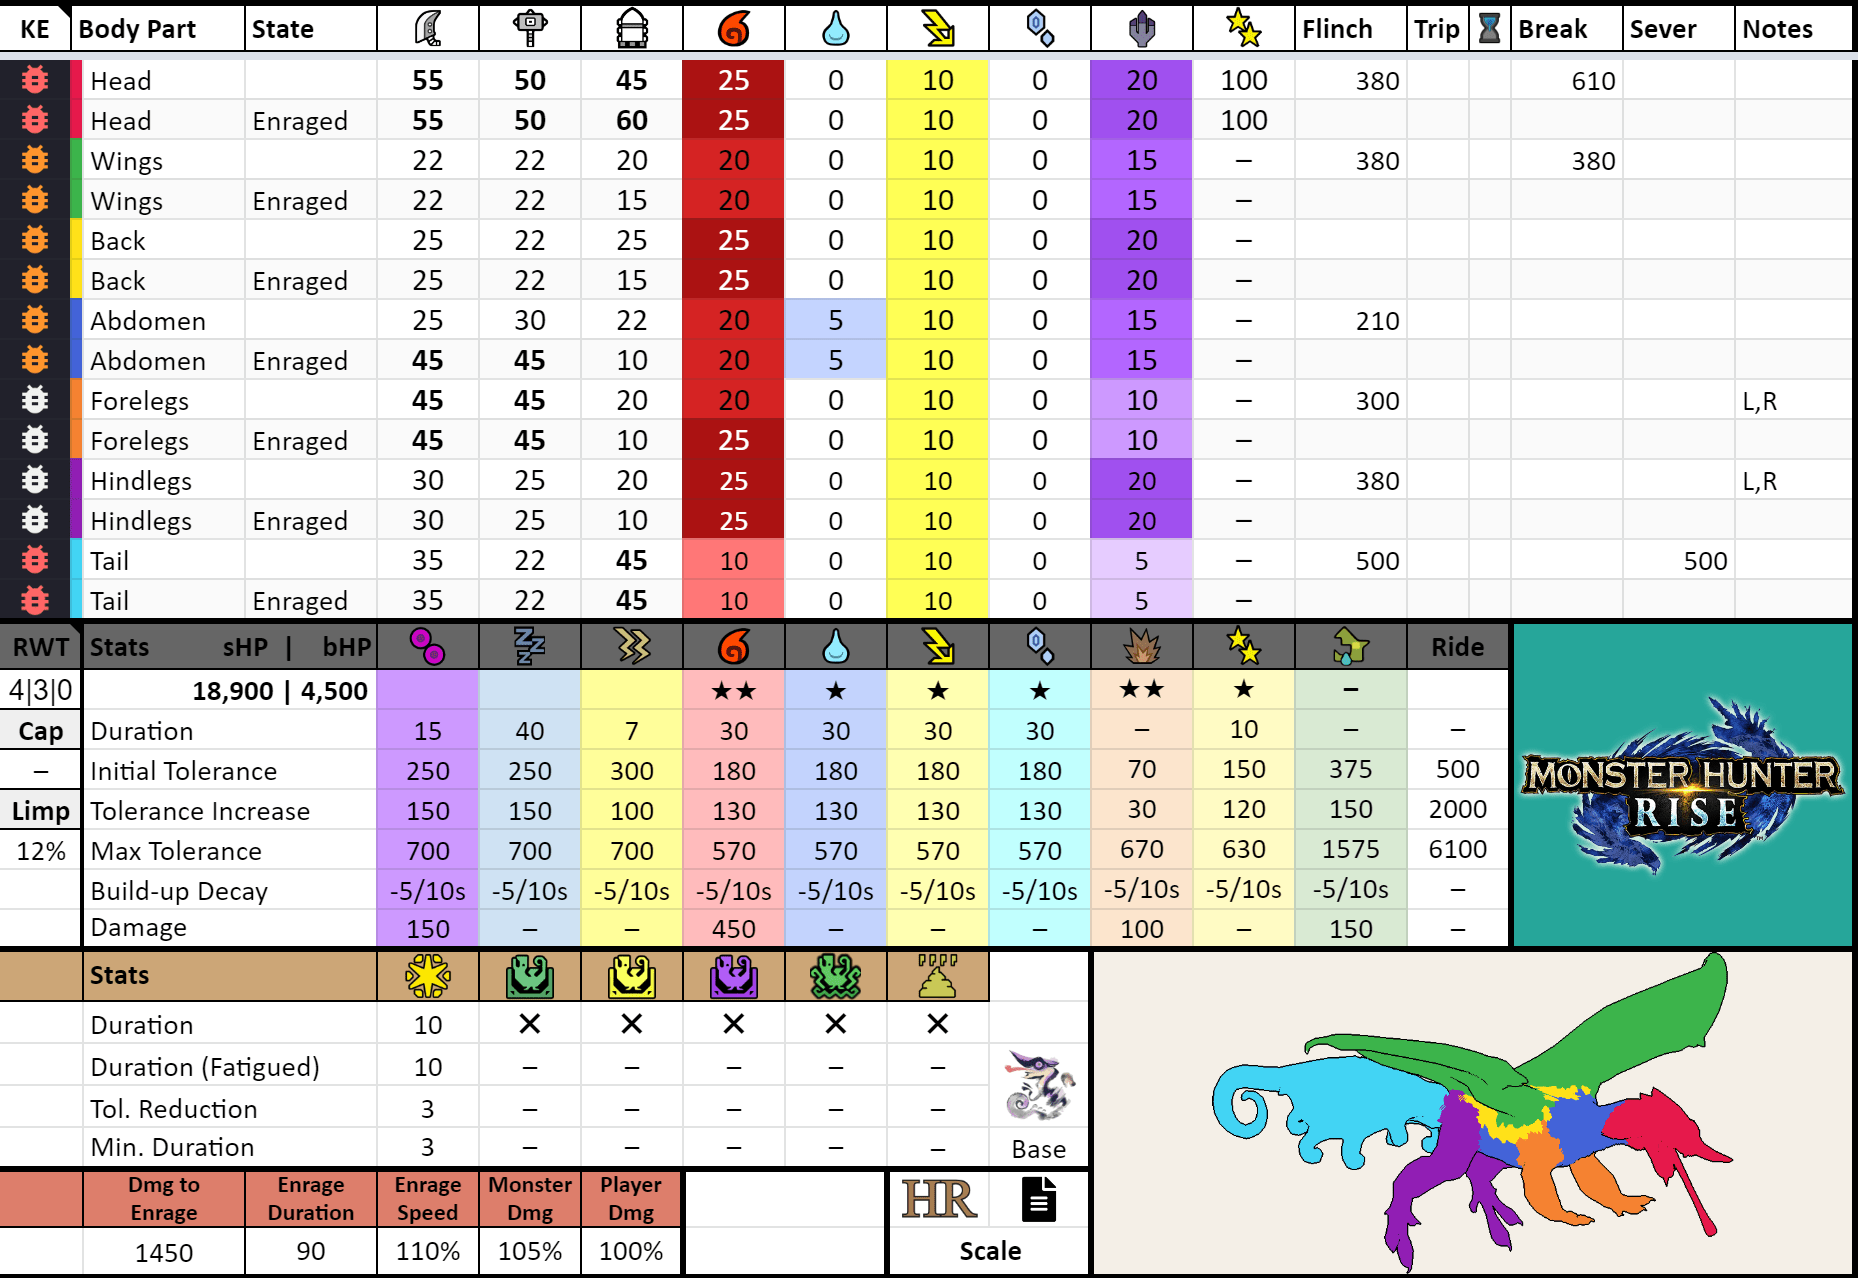 KE Body Part State Flinch Trip Break Sever Notes
Head 55 50 45 25 0 10 0 20 100 380 610
Head Enraged 55 50 60 25 0 10 0 20 100
Wings 22 22 20 20 0 10 0 15 – 380 380
Wings Enraged 22 22 15 20 0 10 0 15 –
Back 25 22 25 25 0 10 0 20 –
Back Enraged 25 22 15 25 0 10 0 20 –
Abdomen 25 30 22 20 5 10 0 15 – 210
Abdomen Enraged 45 45 10 20 5 10 0 15 –
Forelegs 45 45 20 20 0 10 0 10 – 300 L,R
Forelegs Enraged 45 45 10 25 0 10 0 10 –
Hindlegs 30 25 20 25 0 10 0 20 – 380 L,R
Hindlegs Enraged 30 25 10 25 0 10 0 20 –
Tail 35 22 45 10 0 10 0 5 – 500 500
Tail Enraged 35 22 45 10 0 10 0 5 –
RWT Stats sHP | bHP Ride
4|3|0 18,900 | 4,500 ★★ ★ ★ ★ ★★ ★ –
Cap Duration 15 40 7 30 30 30 30 – 10 – –
– Initial Tolerance 250 250 300 180 180 180 180 70 150 375 500
Limp Tolerance Increase 150 150 100 130 130 130 130 30 120 150 2000
12% Max Tolerance 700 700 700 570 570 570 570 670 630 1575 6100
Build-up Decay -5/10s -5/10s -5/10s -5/10s -5/10s -5/10s -5/10s -5/10s -5/10s -5/10s –
Damage 150 – – 450 – – – 100 – 150 –
MONSTER HUNTER
RISE
Stats
Duration 10 ✕ ✕ ✕ ✕ ✕
Duration (Fatigued) 10 – – – – –
Tol. Reduction 3 – – – – –
Min. Duration 3 – – – – – Base
Dmg to Enrage Enrage Monster Player
Enrage Duration Speed Dmg Dmg
HR
1450 90 110% 105% 100% Scale